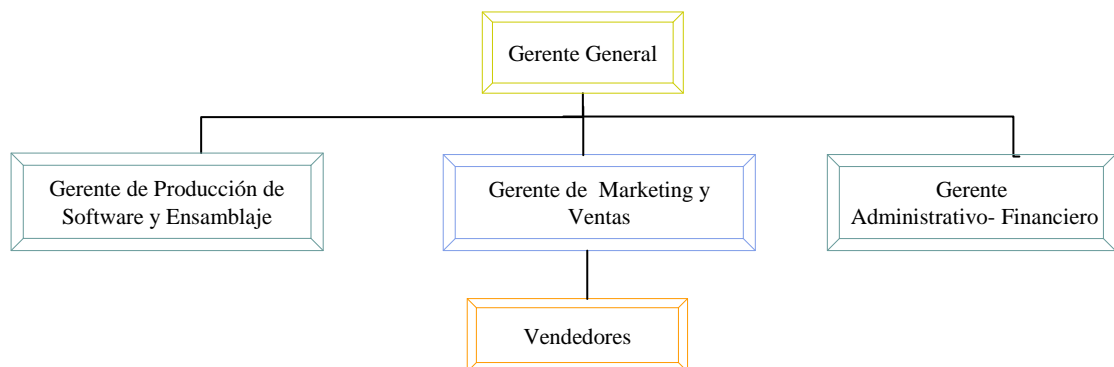 Gerente General
Gerente de Producción de
Software y Ensamblaje
Gerente de Marketing y
Ventas
Gerente
Administrativo- Financiero
Vendedores